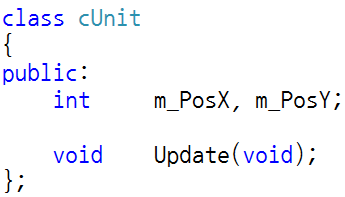 class cUnit
{
public:
    int     m_PosX, m_PosY;

    void    Update(void);
};